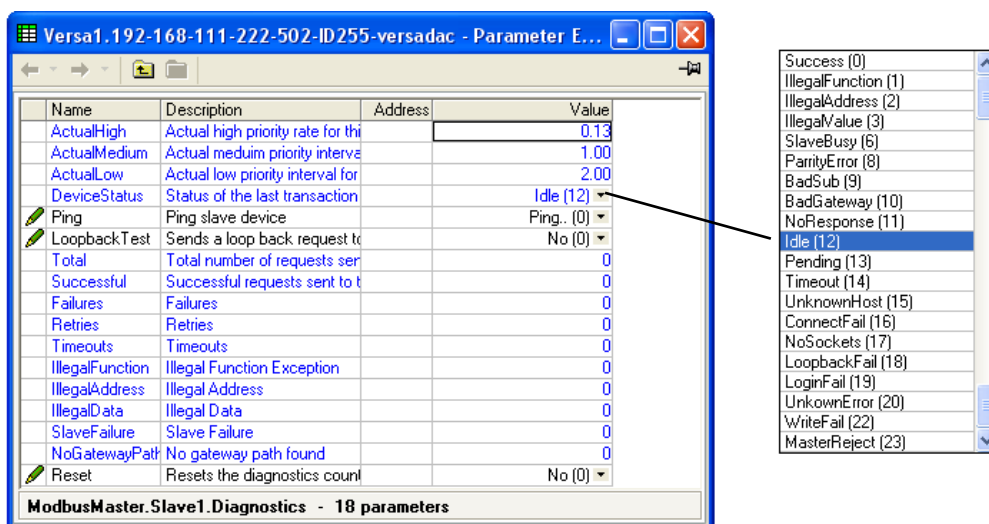 Versa1.192-168-111-222-502-ID255-versadac - Parameter E...
Name Description Address Value
ActualHigh Actual high priority rate for thi 0.13
ActualMedium Actual meduim priority interva 1.00
ActualLow Actual low priority interval for 2.00
DeviceStatus Status of the last transaction Idle (12)
Ping Ping slave device Ping.. (0)
LoopbackTest Sends a loop back request to No (0)
Total Total number of requests sen 0
Successful Successful requests sent to t 0
Failures Failures 0
Retries Retries 0
Timeouts Timeouts 0
IllegalFunction Illegal Function Exception 0
IllegalAddress Illegal Address 0
IllegalData Illegal Data 0
SlaveFailure Slave Failure 0
NoGatewayPath No gateway path found 0
Reset Resets the diagnostics count No (0)
ModbusMaster.Slave1.Diagnostics - 18 parameters
Success (0)
IllegalFunction (1)
IllegalAddress (2)
IllegalValue (3)
SlaveBusy (6)
ParrityError (8)
BadSub (9)
BadGateway (10)
NoResponse (11)
Idle (12)
Pending (13)
Timeout (14)
UnknownHost (15)
ConnectFail (16)
NoSockets (17)
LoopbackFail (18)
LoginFail (19)
UnkownError (20)
WriteFail (22)
MasterReject (23)